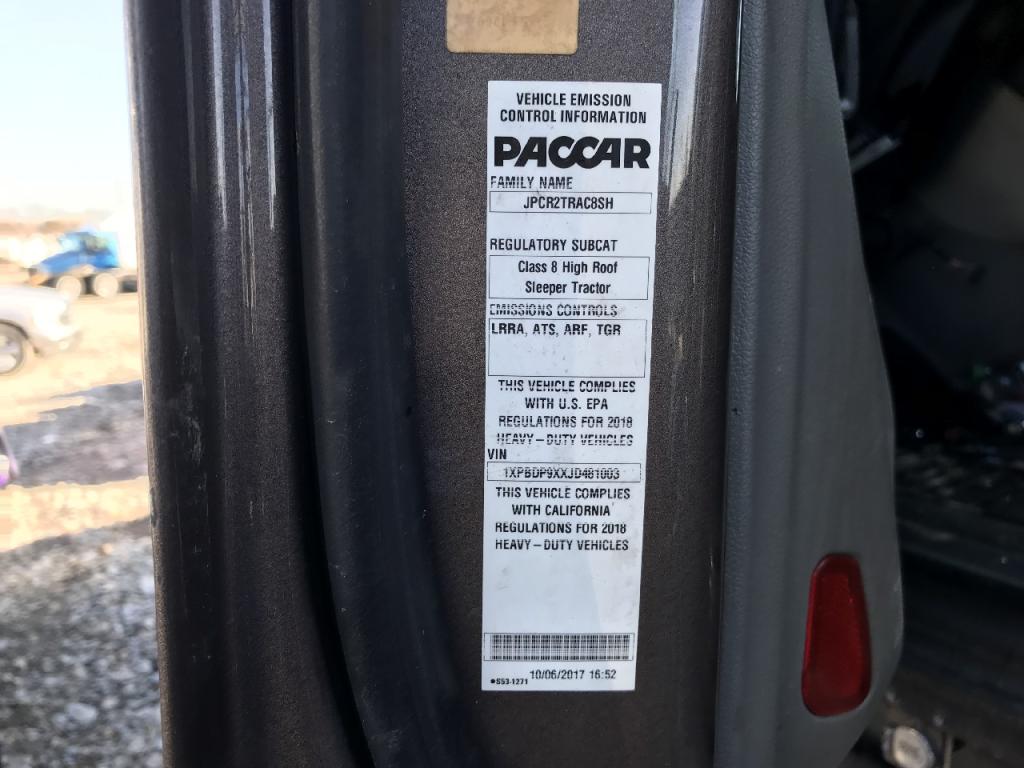 VEHICLE EMISSION
CONTROL INFORMATION
PACCAR
FAMILY NAME
JPCR2TRAC8SH
REGULATORY SUBCAT
Class 8 High Roof
Sleeper Tractor
EMISSIONS CONTROLS
LRRA, ATS, ARF, TGR
THIS VEHICLE COMPLIES
WITH U.S. EPA
REGULATIONS FOR 2018
HEAVY-DUTY VEHICLES
VIN
1XPBDP9XXJD481003
THIS VEHICLE COMPLIES
WITH CALIFORNIA
REGULATIONS FOR 2018
HEAVY-DUTY VEHICLES
•S53-1271 10/06/2017 16:52